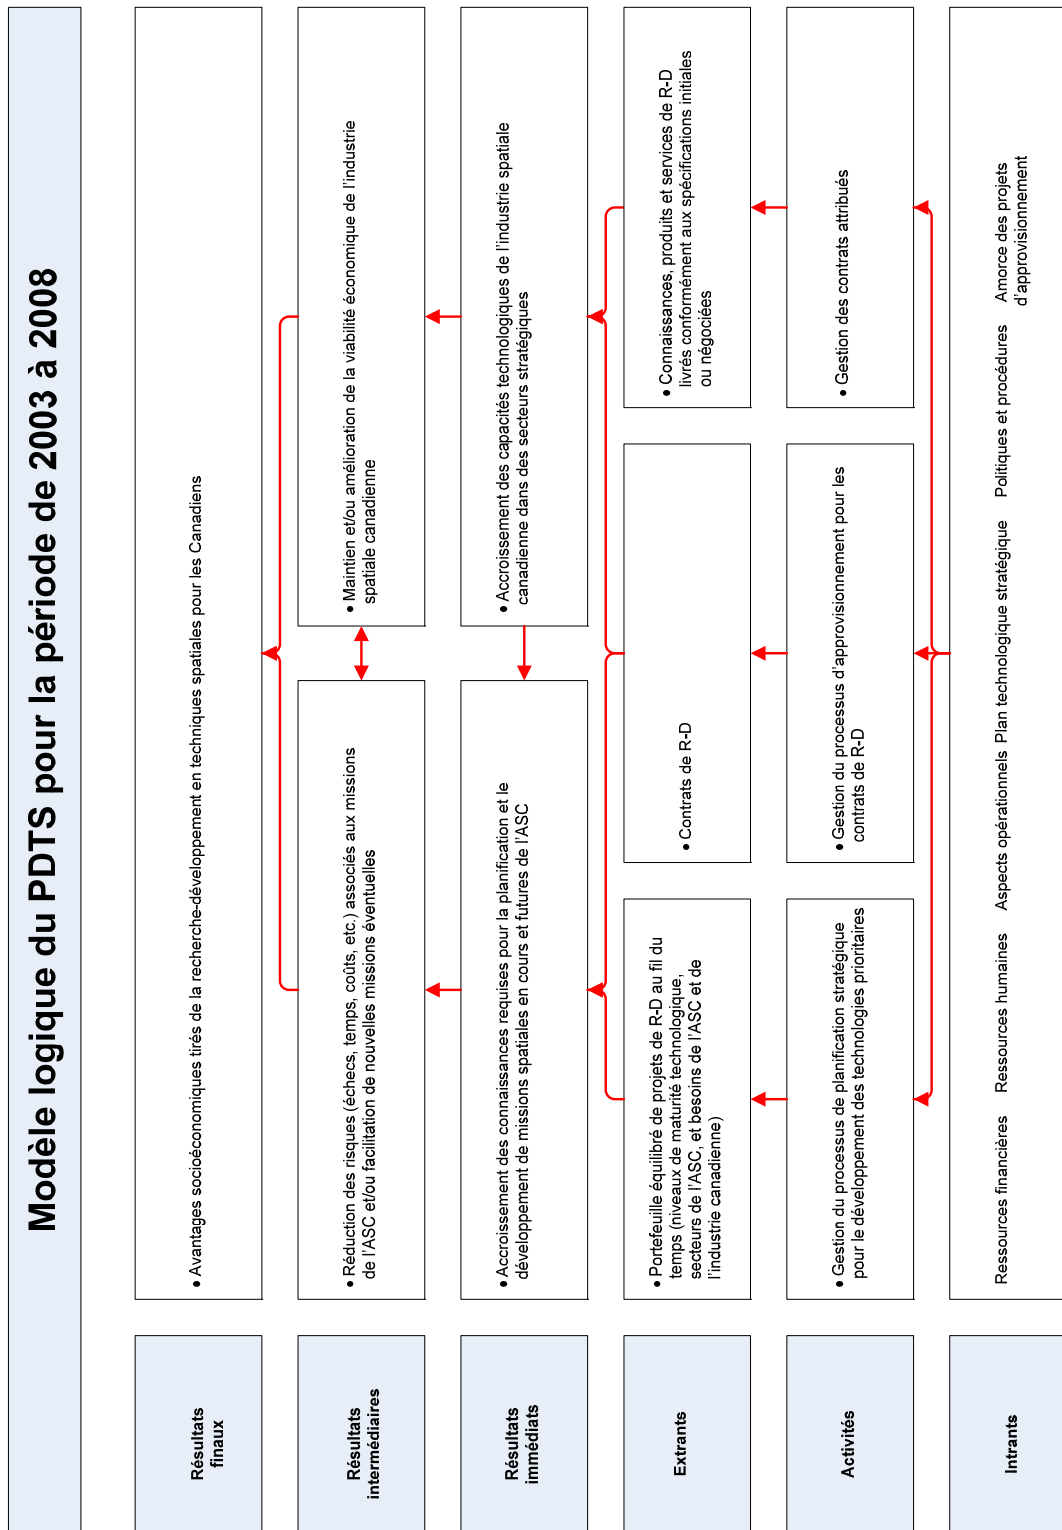 Modèle logique du PDTS pour la période de 2003 à 2008
Résultats
finaux
• Avantages socioéconomiques tirés de la recherche-développement en techniques spatiales pour les Canadiens
Résultats
intermédiaires
• Réduction des risques (échecs, temps, coûts, etc.) associés aux missions
de l'ASC et/ou facilitation de nouvelles missions éventuelles
• Maintien et/ou amélioration de la viabilité économique de l'industrie
spatiale canadienne
Résultats
immédiats
• Accroissement des connaissances requises pour la planification et le
développement de missions spatiales en cours et futures de l'ASC
• Accroissement des capacités technologiques de l'industrie spatiale
canadienne dans des secteurs stratégiques
Extrants
• Portefeuille équilibré de projets de R-D au fil du
temps (niveaux de maturité technologique,
secteurs de l'ASC, et besoins de l'ASC et de
l'industrie canadienne)
• Contrats de R-D
• Connaissances, produits et services de R-D
livrés conformément aux spécifications initiales
ou négociées
Activités
• Gestion du processus de planification stratégique
pour le développement des technologies prioritaires
• Gestion du processus d'approvisionnement pour les
contrats de R-D
• Gestion des contrats attribués
Intrants
Ressources financières
Ressources humaines
Aspects opérationnels
Plan technologique stratégique
Politiques et procédures
Amorce des projets
d'approvisionnement